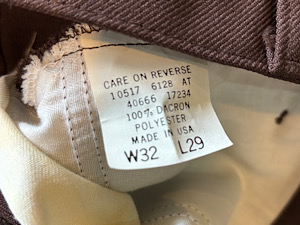 CARE ON REVERSE
10517 6128 AT
40666 17234
100% DACRON
POLYESTER
MADE IN USA
W32 L29